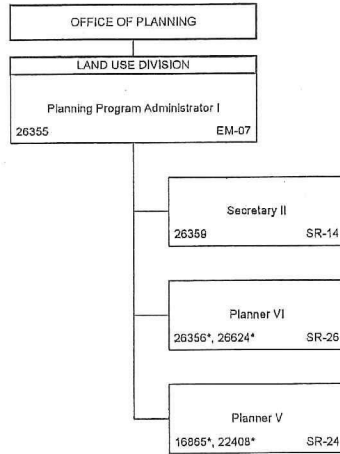 OFFICE OF PLANNING
LAND USE DIVISION
Planning Program Administrator I
26355 EM-07
Secretary II
26359 SR-14
Planner VI
26356*, 26624* SR-26
Planner V
16865*, 22408* SR-24